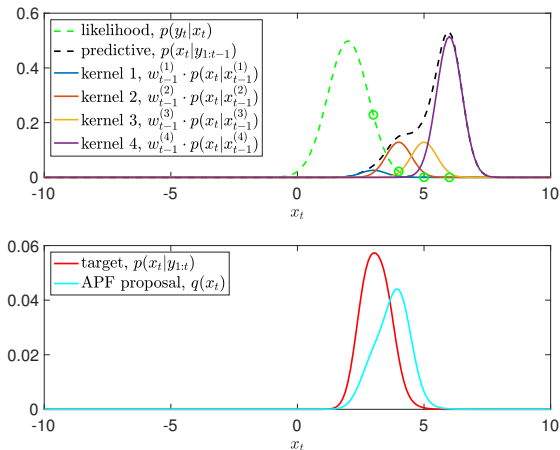 0.6
0.4
0.2
0
likelihood, p(y_t|x_t)
predictive, p(x_t|y_{1:t−1})
kernel 1, w_{t−1}^{(1)} · p(x_t|x_{t−1}^{(1)})
kernel 2, w_{t−1}^{(2)} · p(x_t|x_{t−1}^{(2)})
kernel 3, w_{t−1}^{(3)} · p(x_t|x_{t−1}^{(3)})
kernel 4, w_{t−1}^{(4)} · p(x_t|x_{t−1}^{(4)})
-10 -5 0 5 10
x_t
0.06
0.04
0.02
0
target, p(x_t|y_{1:t})
APF proposal, q(x_t)
-10 -5 0 5 10
x_t